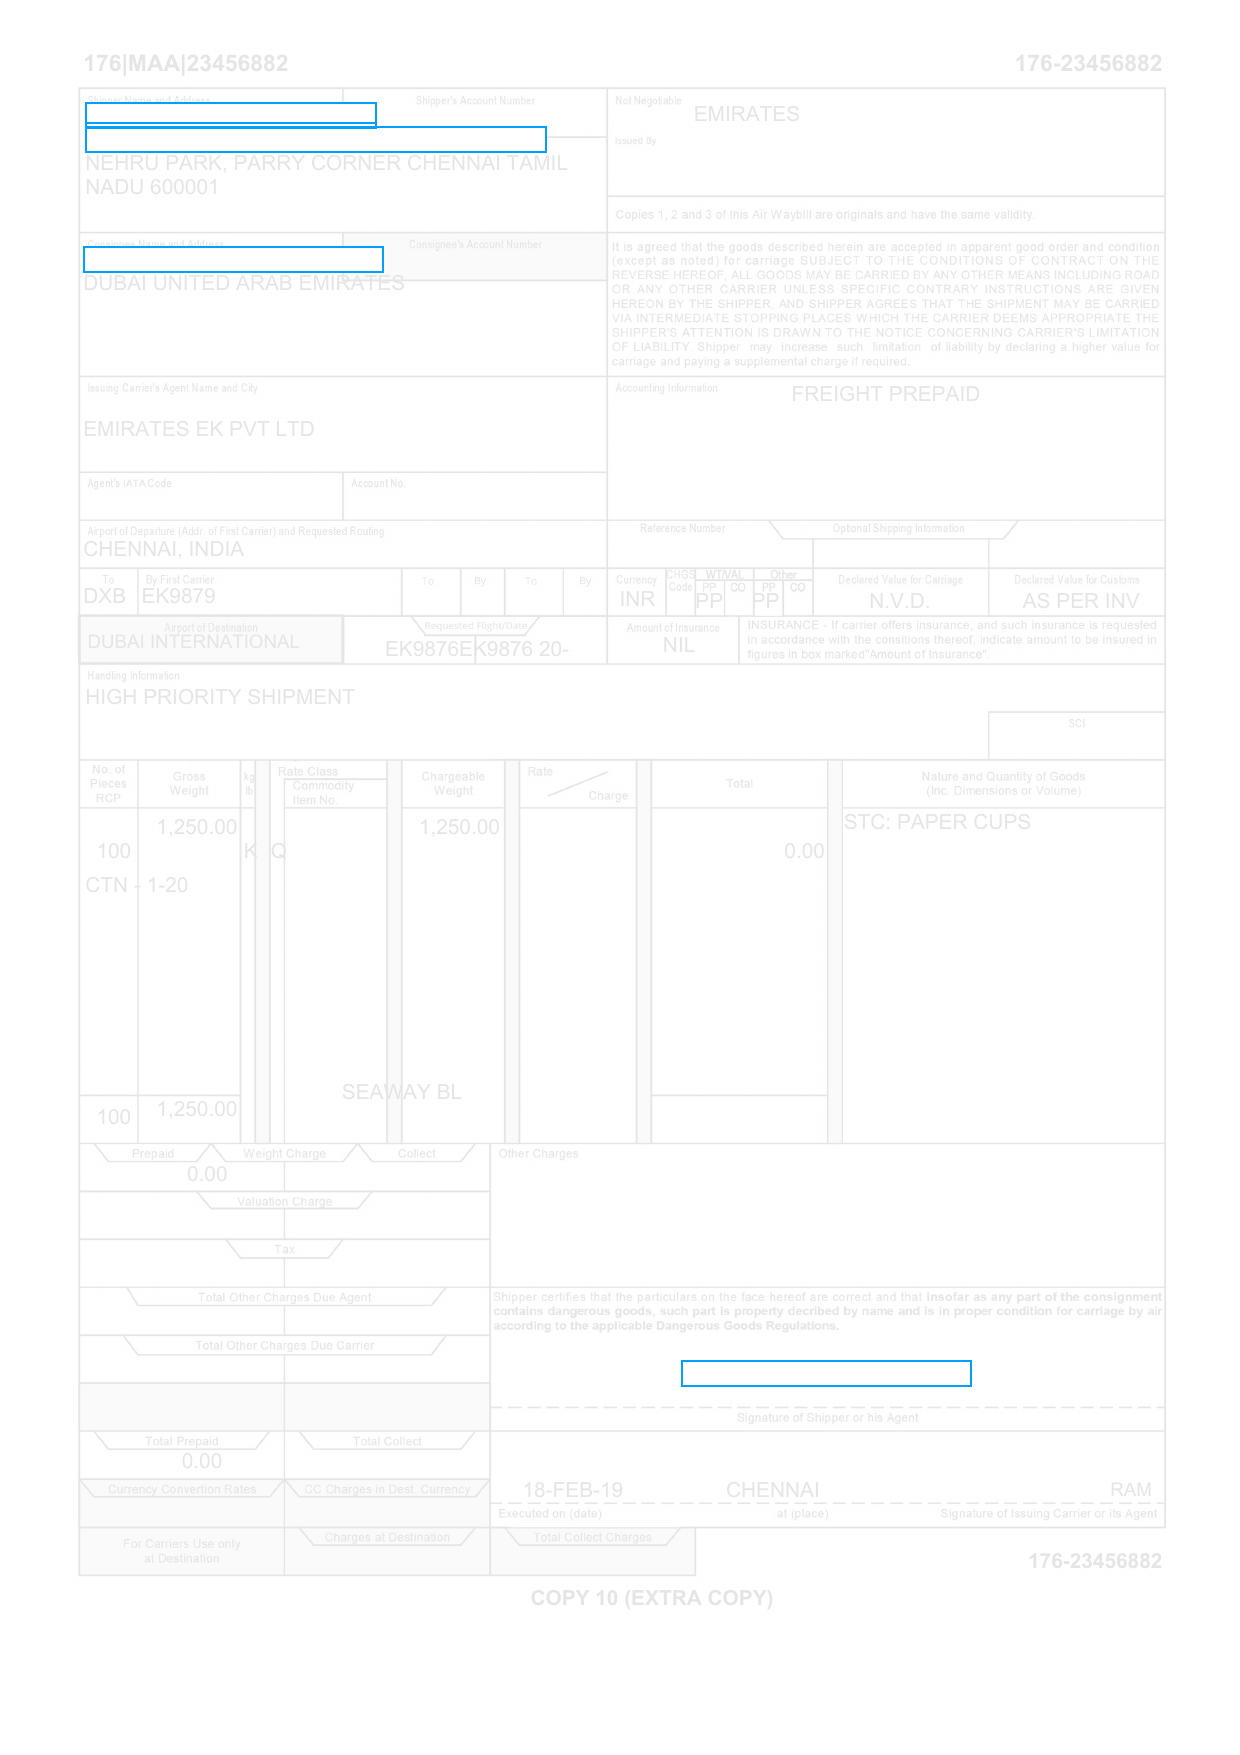 176|MAA|23456882 176-23456882
Shipper Name and Address Shipper's Account Number
NEHRU PARK, PARRY CORNER CHENNAI TAMIL
NADU 600001
Not Negotiable
EMIRATES
Issued By
Copies 1, 2 and 3 of this Air Waybill are originals and have the same validity.
Consignee Name and Address Consignee's Account Number
DUBAI UNITED ARAB EMIRATES
It is agreed that the goods described herein are accepted in apparent good order and condition
(except as noted) for carriage SUBJECT TO THE CONDITIONS OF CONTRACT ON THE
REVERSE HEREOF, ALL GOODS MAY BE CARRIED BY ANY OTHER MEANS INCLUDING ROAD
OR ANY OTHER CARRIER UNLESS SPECIFIC CONTRARY INSTRUCTIONS ARE GIVEN
HEREON BY THE SHIPPER, AND SHIPPER AGREES THAT THE SHIPMENT MAY BE CARRIED
VIA INTERMEDIATE STOPPING PLACES WHICH THE CARRIER DEEMS APPROPRIATE THE
SHIPPER'S ATTENTION IS DRAWN TO THE NOTICE CONCERNING CARRIER'S LIMITATION
OF LIABILITY. Shipper may increase such limitation of liability by declaring a higher value for
carriage and paying a supplemental charge if required.
Issuing Carrier's Agent Name and City
EMIRATES EK PVT LTD
Accounting Information
FREIGHT PREPAID
Agent's IATA Code Account No.
Airport of Departure (Addr. of First Carrier) and Requested Routing
CHENNAI, INDIA
Reference Number Optional Shipping Information
To By First Carrier To By To By
DXB EK9879
Currency CHGS Code WT/VAL Other Declared Value for Carriage Declared Value for Customs
PP CO PP CO
INR PP PP N.V.D. AS PER INV
Airport of Destination Requested Flight/Date
DUBAI INTERNATIONAL EK9876EK9876 20-
Amount of Insurance
NIL
INSURANCE - If carrier offers insurance, and such insurance is requested
in accordance with the consitions thereof, indicate amount to be insured in
figures in box marked"Amount of Insurance".
Handling Information
HIGH PRIORITY SHIPMENT
SCI
No. of Pieces RCP Gross Weight kg lb Rate Class Commodity Item No. Chargeable Weight Rate Charge Total Nature and Quantity of Goods
(Inc. Dimensions or Volume)
1,250.00 1,250.00 STC: PAPER CUPS
100 K Q 0.00
CTN - 1-20
SEAWAY BL
100 1,250.00
Prepaid Weight Charge Collect Other Charges
0.00
Valuation Charge
Tax
Total Other Charges Due Agent
Total Other Charges Due Carrier
Shipper certifies that the particulars on the face hereof are correct and that insofar as any part of the consignment
contains dangerous goods, such part is property decribed by name and is in proper condition for carriage by air
according to the applicable Dangerous Goods Regulations.
Signature of Shipper or his Agent
Total Prepaid Total Collect
0.00
Currency Convertion Rates CC Charges in Dest. Currency
18-FEB-19 CHENNAI RAM
Executed on (date) at (place) Signature of Issuing Carrier or its Agent
For Carriers Use only
at Destination
Charges at Destination Total Collect Charges
176-23456882
COPY 10 (EXTRA COPY)